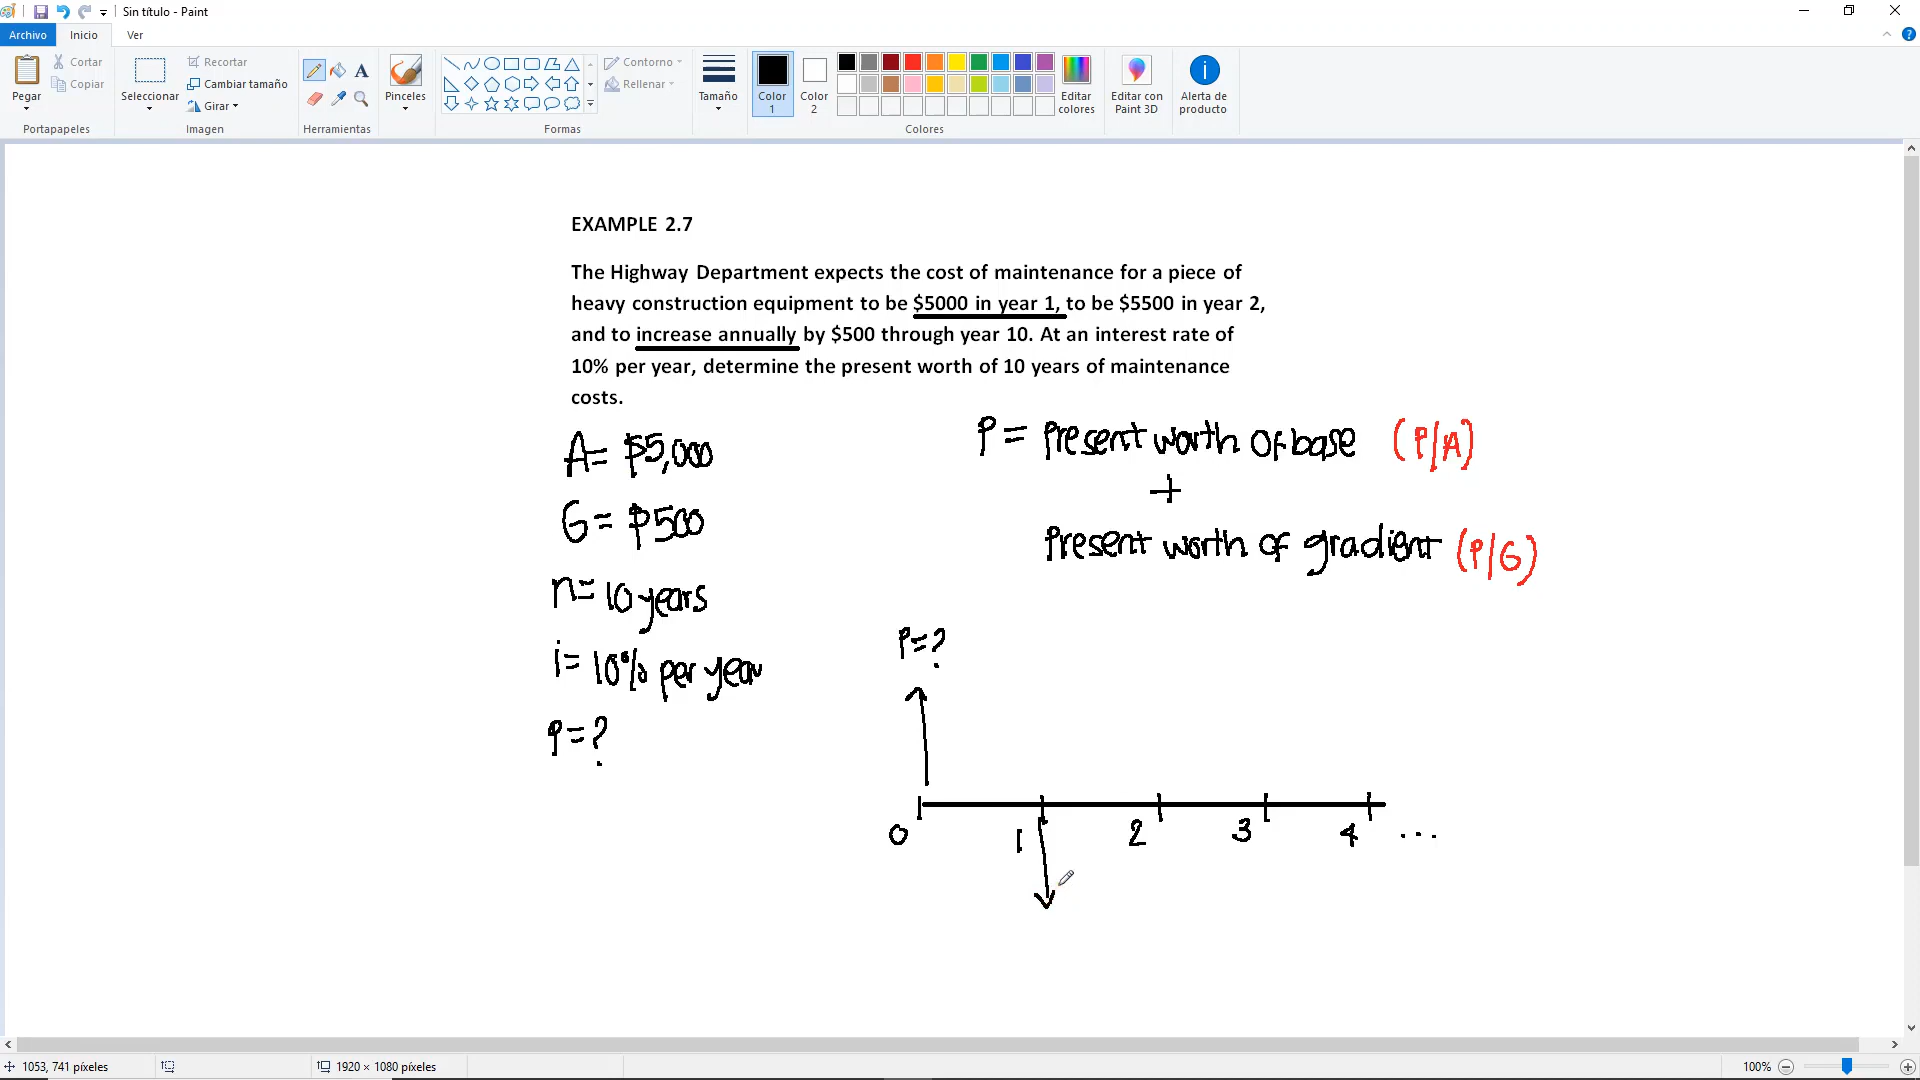 Sin título - Paint
Archivo Inicio Ver
Pegar
Cortar
Copiar
Portapapeles
Seleccionar
Recortar
Cambiar tamaño
Girar
Imagen
A
Herramientas
Pinceles
Contorno
Rellenar
Formas
Tamaño
Color 1
Color 2
Colores
Editar colores
Editar con Paint 3D
Alerta de producto
EXAMPLE 2.7
The Highway Department expects the cost of maintenance for a piece of
heavy construction equipment to be $5000 in year 1, to be $5500 in year 2,
and to increase annually by $500 through year 10. At an interest rate of
10% per year, determine the present worth of 10 years of maintenance
costs.
A = $5,000
G = $500
n = 10 years
i = 10% per year
P = ?
P = Present worth of base (P/A)
+
Present worth of gradient (P/G)
P = ?
0 1 2 3 4 ...
1053, 741 píxeles
1920 × 1080 píxeles
100%